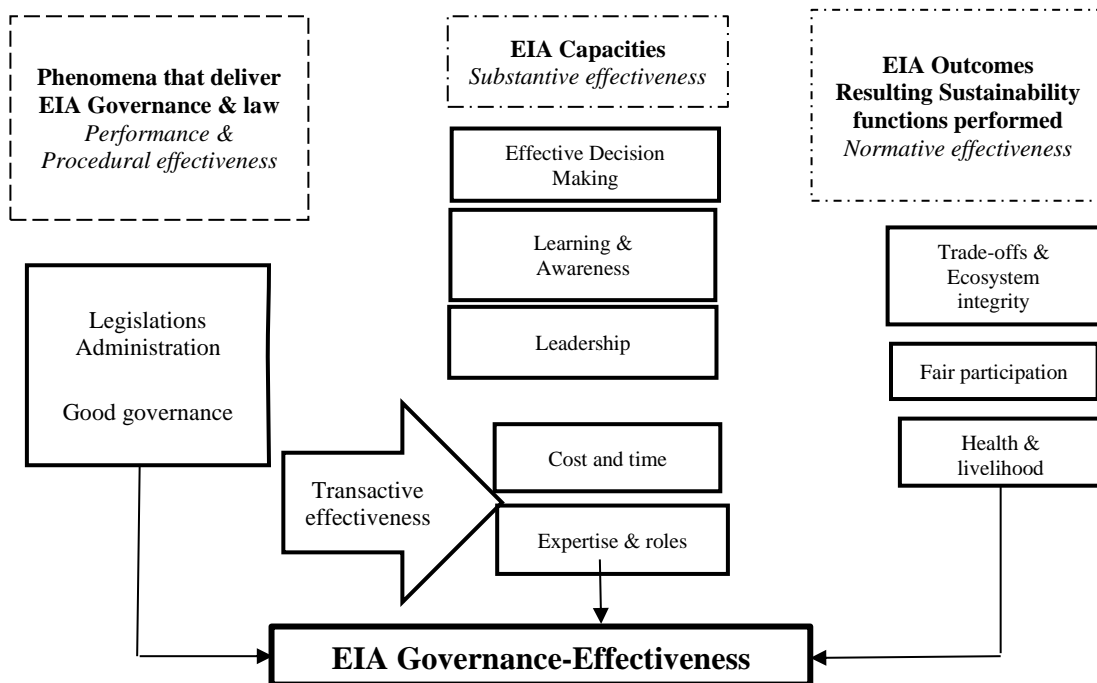 Phenomena that deliver
EIA Governance & law
Performance &
Procedural effectiveness
Legislations
Administration
Good governance
EIA Capacities
Substantive effectiveness
Effective Decision
Making
Learning &
Awareness
Leadership
Transactive
effectiveness
Cost and time
Expertise & roles
EIA Outcomes
Resulting Sustainability
functions performed
Normative effectiveness
Trade-offs &
Ecosystem
integrity
Fair participation
Health &
livelihood
EIA Governance-Effectiveness